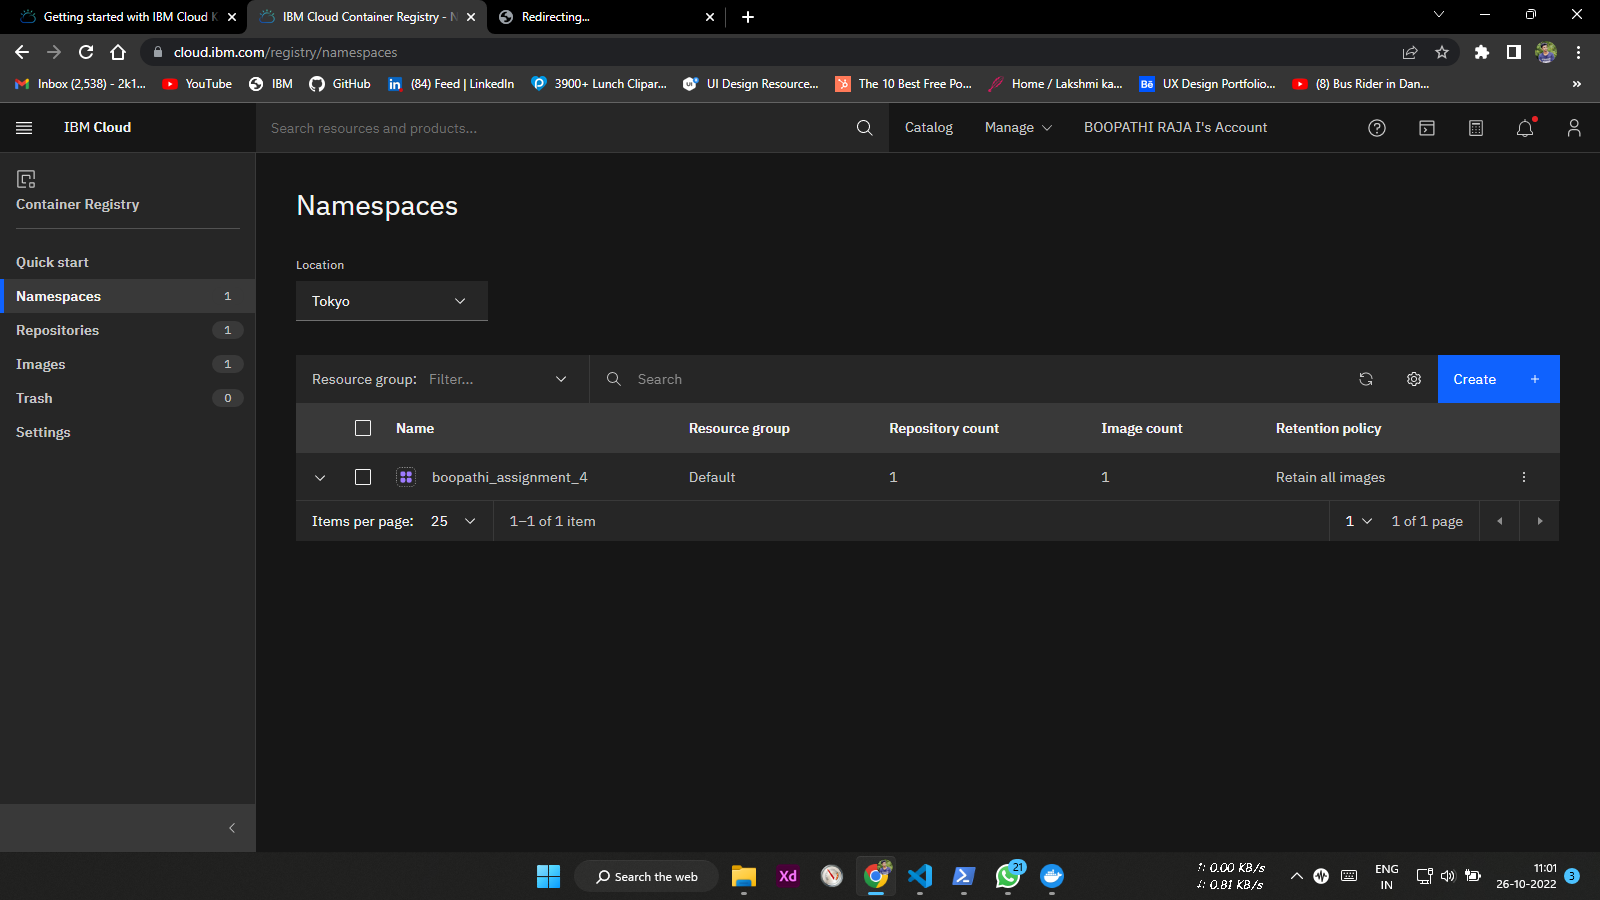 Getting started with IBM Cloud K
IBM Cloud Container Registry - N
Redirecting...
cloud.ibm.com/registry/namespaces
Inbox (2,538) - 2k1...
YouTube
IBM
GitHub
(84) Feed | LinkedIn
3900+ Lunch Clipar...
UI Design Resource...
The 10 Best Free Po...
Home / Lakshmi ka...
UX Design Portfolio...
(8) Bus Rider in Dan...
»
IBM Cloud
Search resources and products...
Catalog
Manage
BOOPATHI RAJA I's Account
Container Registry
Quick start
Namespaces 1
Repositories 1
Images 1
Trash 0
Settings
Namespaces
Location
Tokyo
Resource group: Filter...
Search
Create +
Name Resource group Repository count Image count Retention policy
boopathi_assignment_4 Default 1 1 Retain all images
Items per page: 25 1–1 of 1 item 1 1 of 1 page
Search the web
Xd
21
↑: 0.00 KB/s
↓: 0.81 KB/s
ENG
IN
11:01
26-10-2022
3